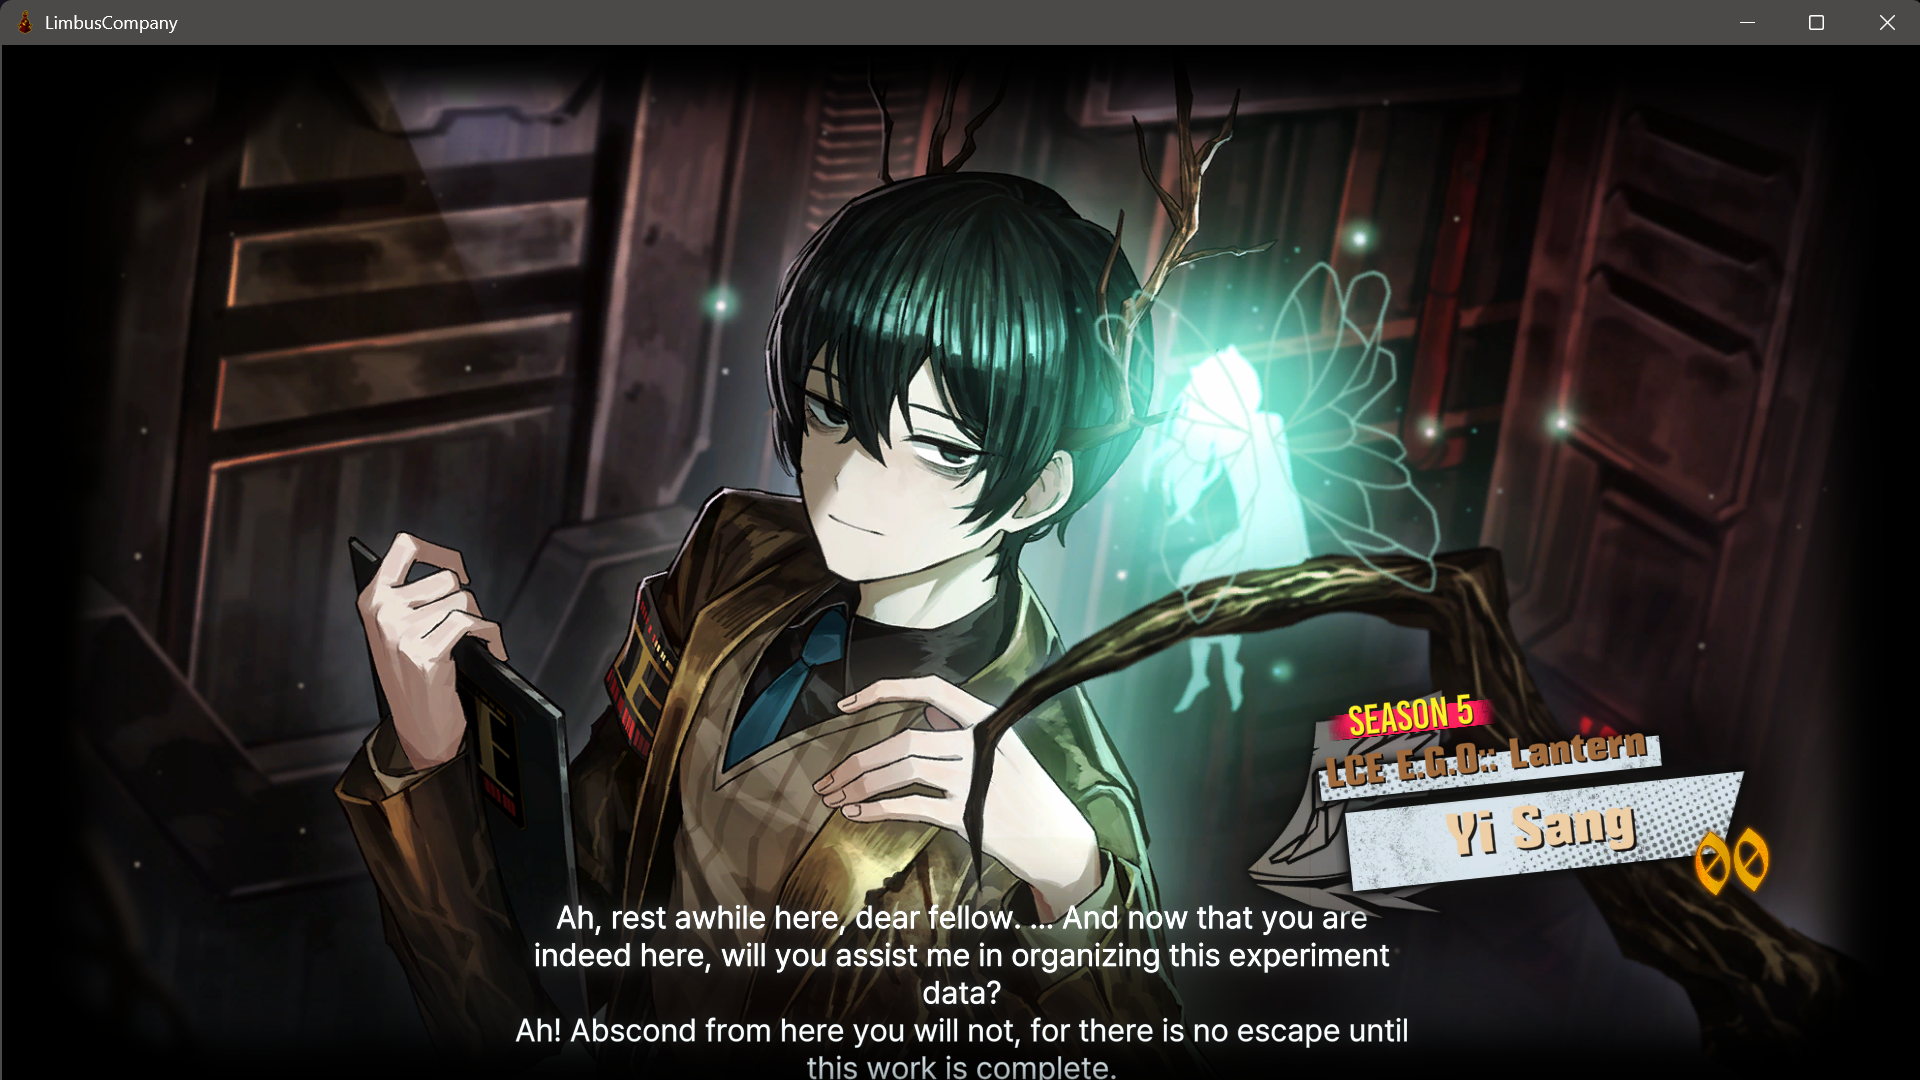 LimbusCompany
SEASON 5
LCE E.G.O:: Lantern
Yi Sang
Ah, rest awhile here, dear fellow. ... And now that you are
indeed here, will you assist me in organizing this experiment
data?
Ah! Abscond from here you will not, for there is no escape until
this work is complete.